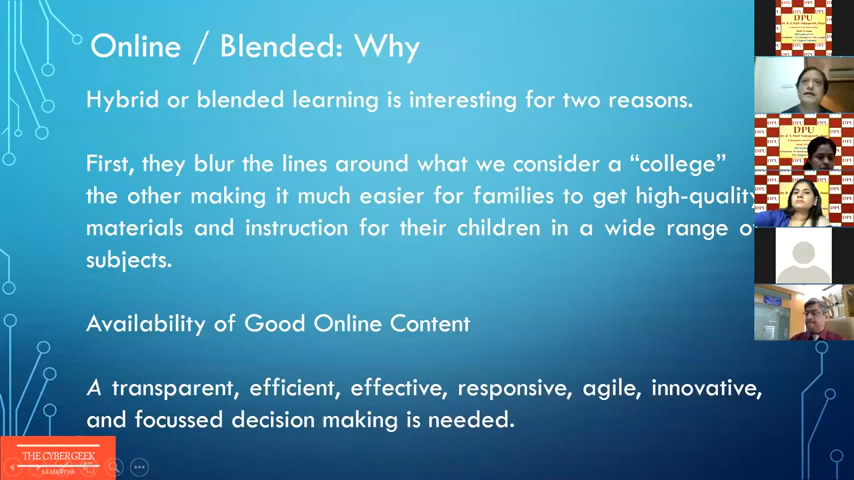 Online / Blended: Why
Hybrid or blended learning is interesting for two reasons.
First, they blur the lines around what we consider a “college”
the other making it much easier for families to get high-quality
materials and instruction for their children in a wide range o
subjects.
Availability of Good Online Content
A transparent, efficient, effective, responsive, agile, innovative,
and focussed decision making is needed.
THE CYBERGEEK
S S MANTHA
DPU
DPU